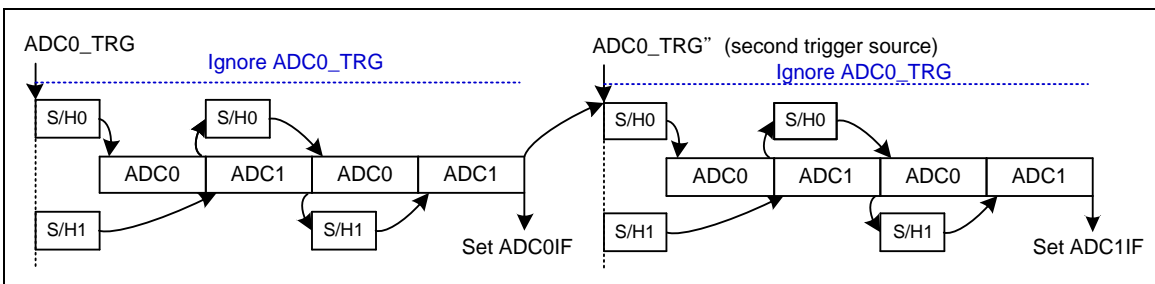 ADC0_TRG
Ignore ADC0_TRG
S/H0
S/H0
ADC0 ADC1 ADC0 ADC1
S/H1
S/H1
Set ADC0IF
ADC0_TRG” (second trigger source)
Ignore ADC0_TRG
S/H0
S/H0
ADC0 ADC1 ADC0 ADC1
S/H1
S/H1
Set ADC1IF